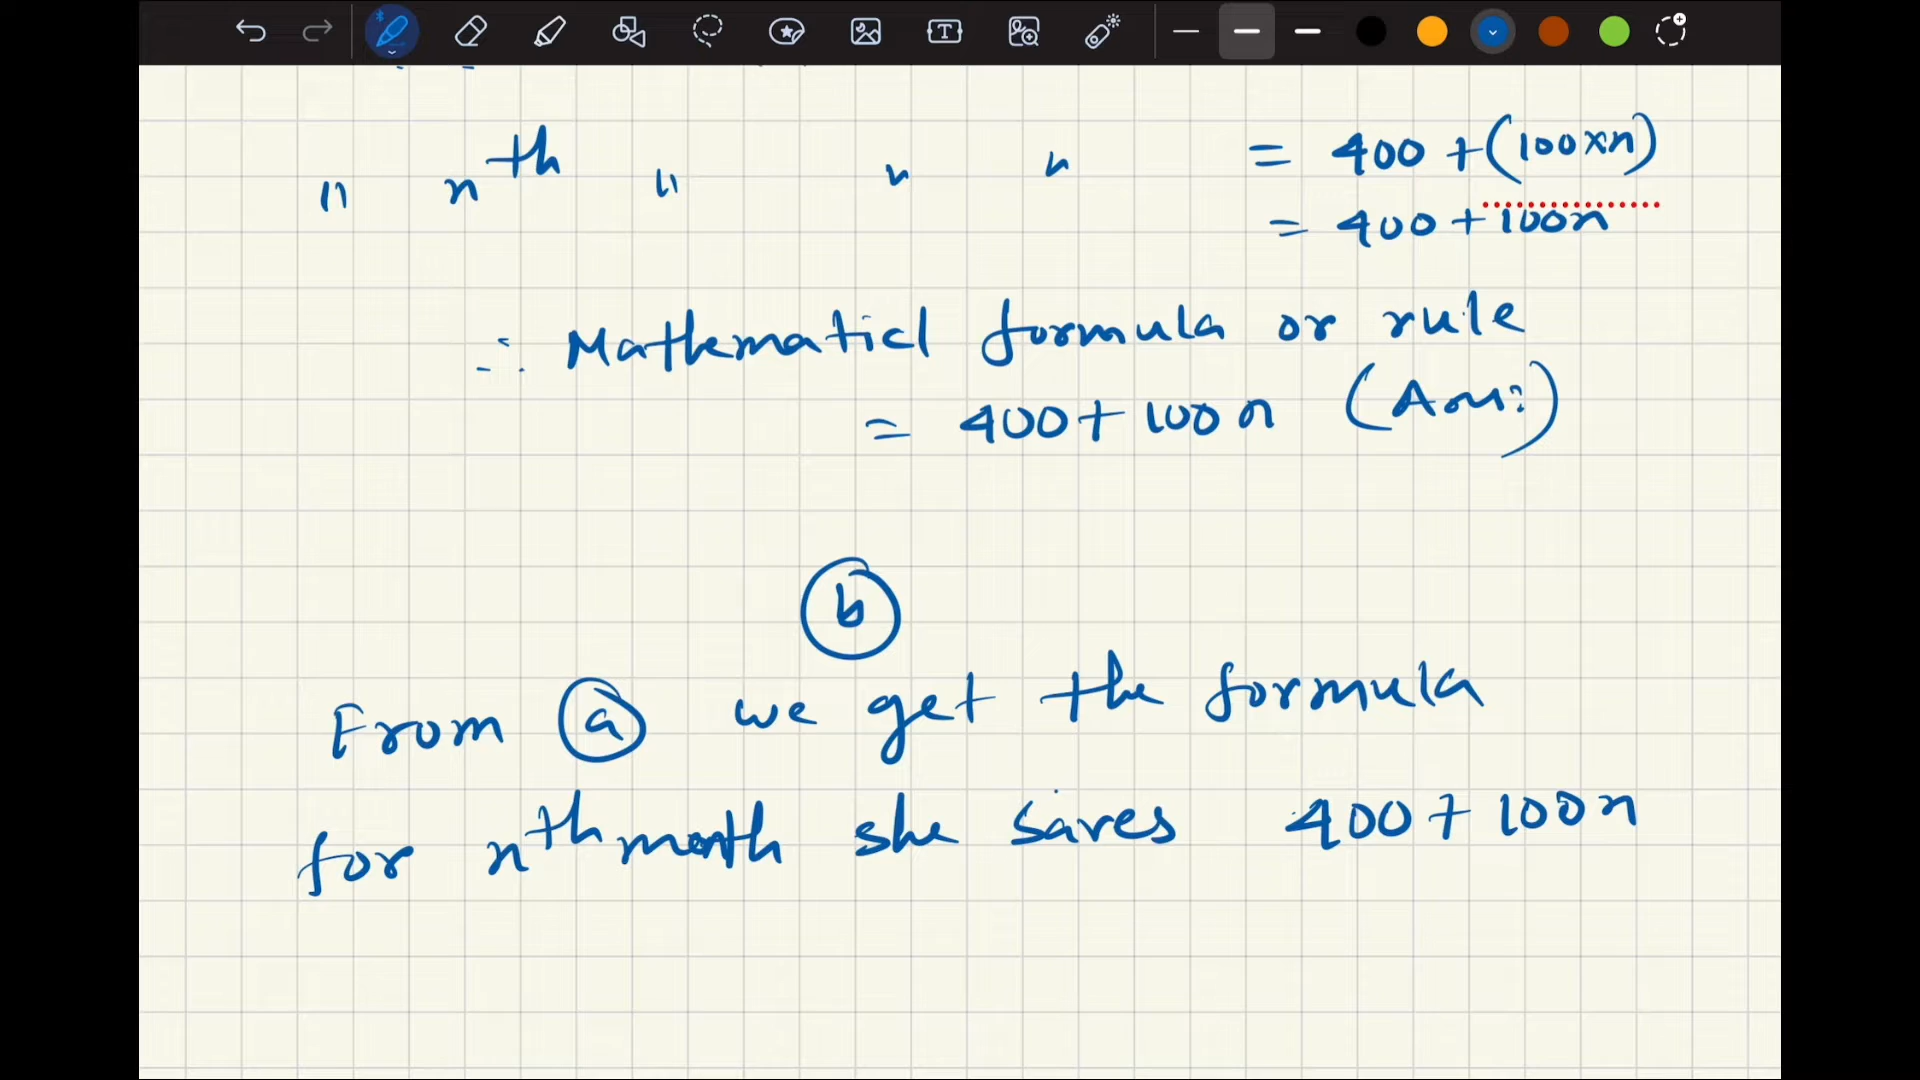 " nth " " " = 400 + (100×n)
= 400 + 100n
∴ Mathematicl formula or rule
= 400 + 100n (Ans:)
b
From a we get the formula
for nth month she saves 400 + 100n